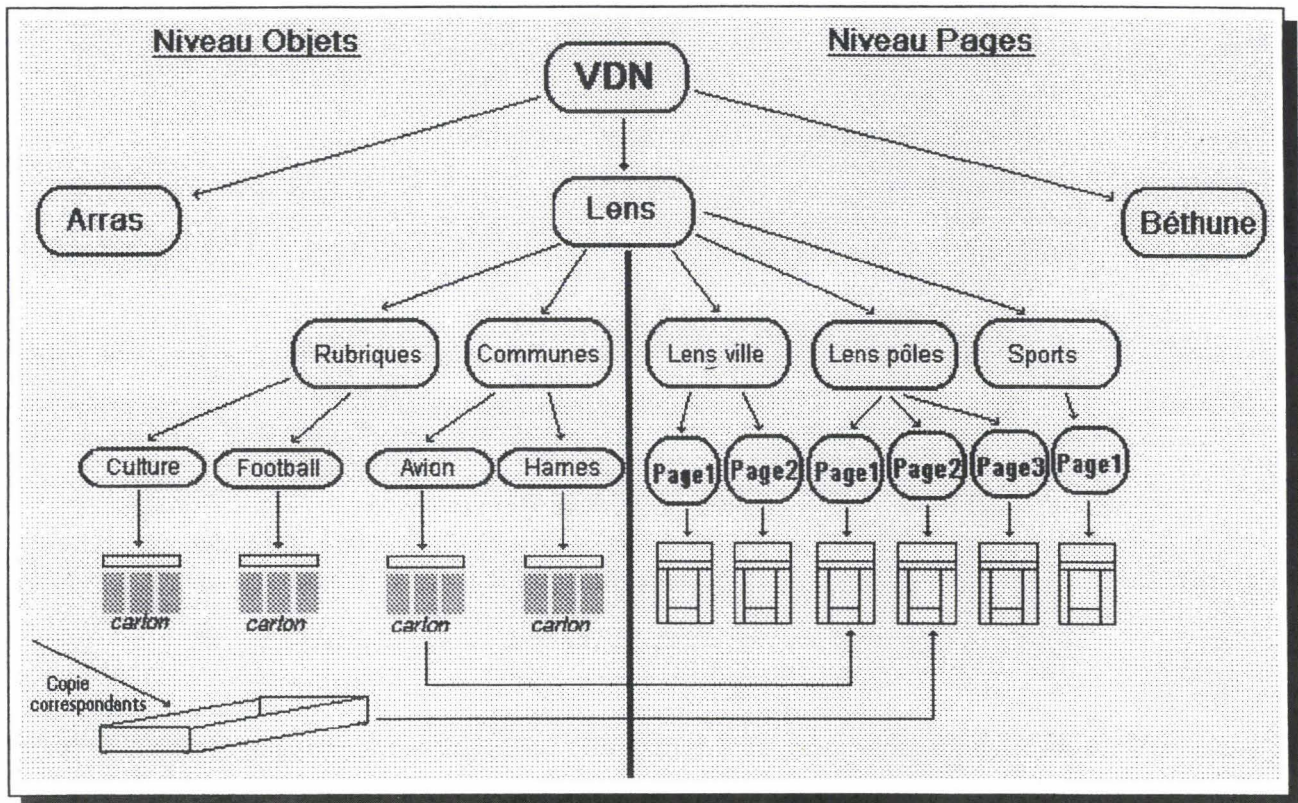 Niveau Objets
Niveau Pages
VDN
Arras
Lens
Béthune
Rubriques
Communes
Lens ville
Lens pôles
Sports
Culture
Football
Avion
Harnes
Page1
Page2
Page1
Page2
Page3
Page1
carton
carton
carton
carton
Copie
correspondants